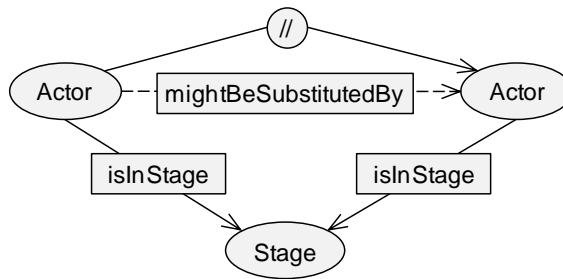 //
Actor
mightBeSubstitutedBy
Actor
isInStage
isInStage
Stage